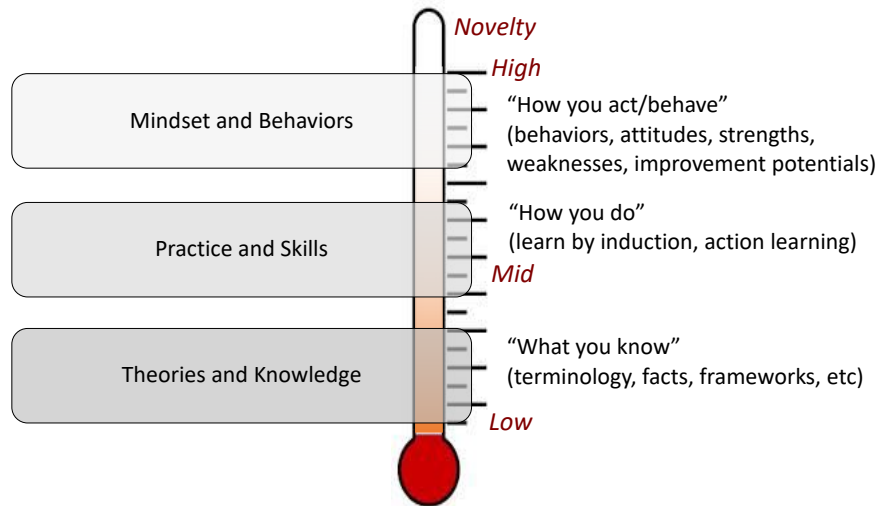 Novelty
High
Mindset and Behaviors
“How you act/behave”
(behaviors, attitudes, strengths,
weaknesses, improvement potentials)
Practice and Skills
“How you do”
(learn by induction, action learning)
Mid
Theories and Knowledge
“What you know”
(terminology, facts, frameworks, etc)
Low